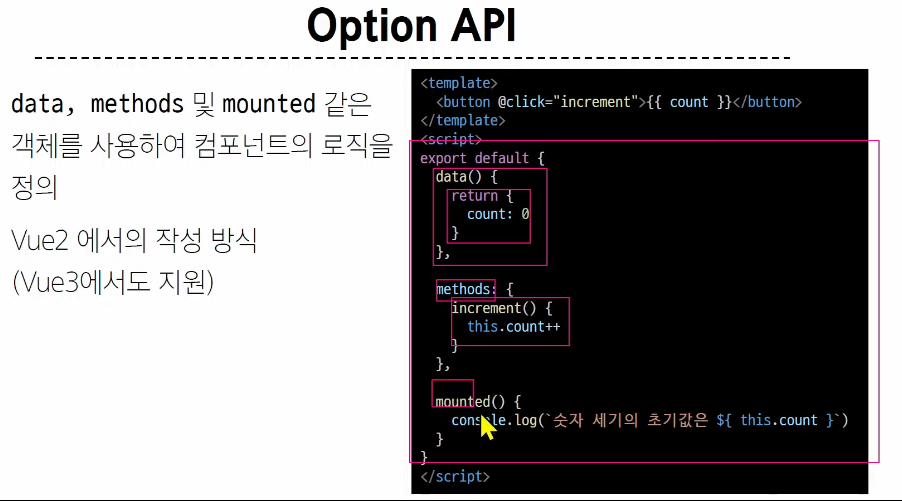 Option API
data, methods 및 mounted 같은
객체를 사용하여 컴포넌트의 로직을
정의
Vue2 에서의 작성 방식
(Vue3에서도 지원)
<template>
<button @click="increment">{{ count }}</button>
</template>
<script>
export default {
data() {
return {
count: 0
}
},
methods: {
increment() {
this.count++
}
},
mounted() {
console.log(`숫자 세기의 초기값은 ${ this.count }`)
}
}
</script>